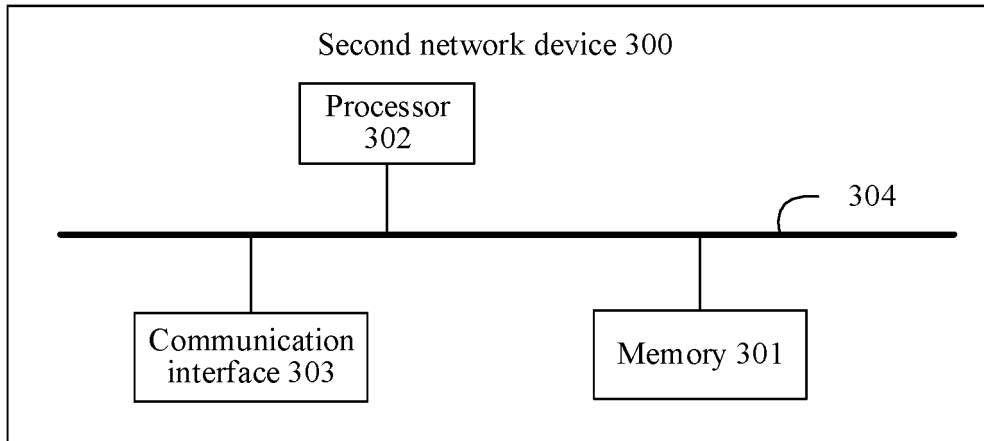 Second network device 300
Processor
302
304
Communication
interface 303
Memory 301